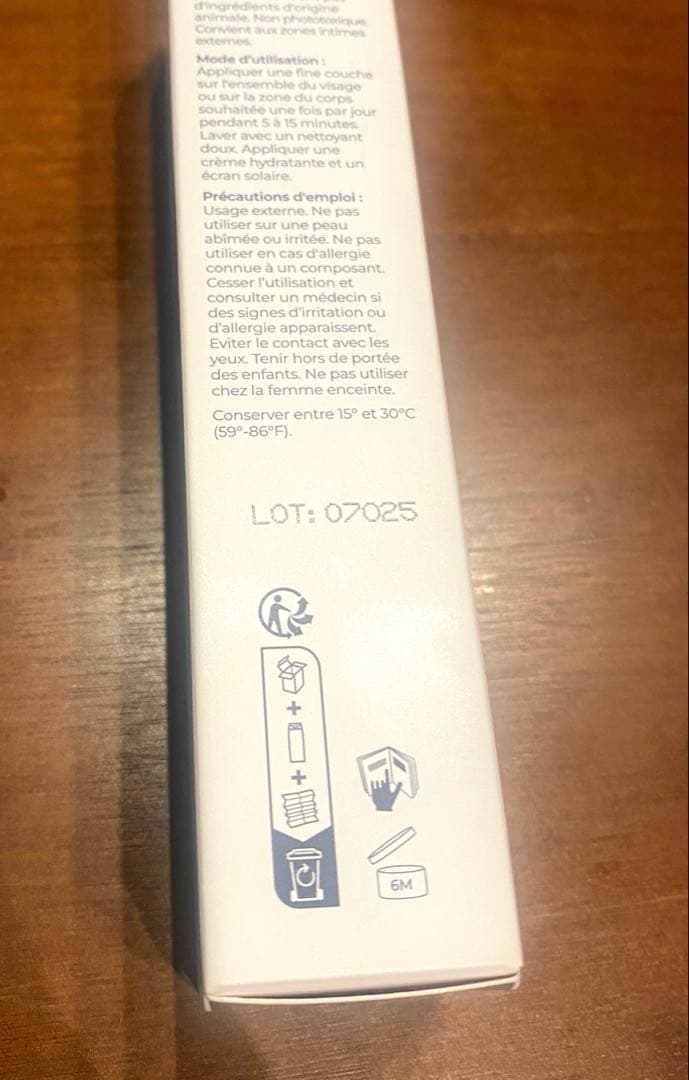 d'ingrédients d'origine
animale. Non phototoxique.
Convient aux zones intimes
externes.
Mode d'utilisation :
Appliquer une fine couche
sur l'ensemble du visage
ou sur la zone du corps
souhaitée une fois par jour
pendant 5 à 15 minutes.
Laver avec un nettoyant
doux. Appliquer une
crème hydratante et un
écran solaire.
Précautions d'emploi :
Usage externe. Ne pas
utiliser sur une peau
abîmée ou irritée. Ne pas
utiliser en cas d'allergie
connue à un composant.
Cesser l'utilisation et
consulter un médecin si
des signes d'irritation ou
d'allergie apparaissent.
Eviter le contact avec les
yeux. Tenir hors de portée
des enfants. Ne pas utiliser
chez la femme enceinte.
Conserver entre 15° et 30°C
(59°-86°F).
LOT: 07025
+
+
6M